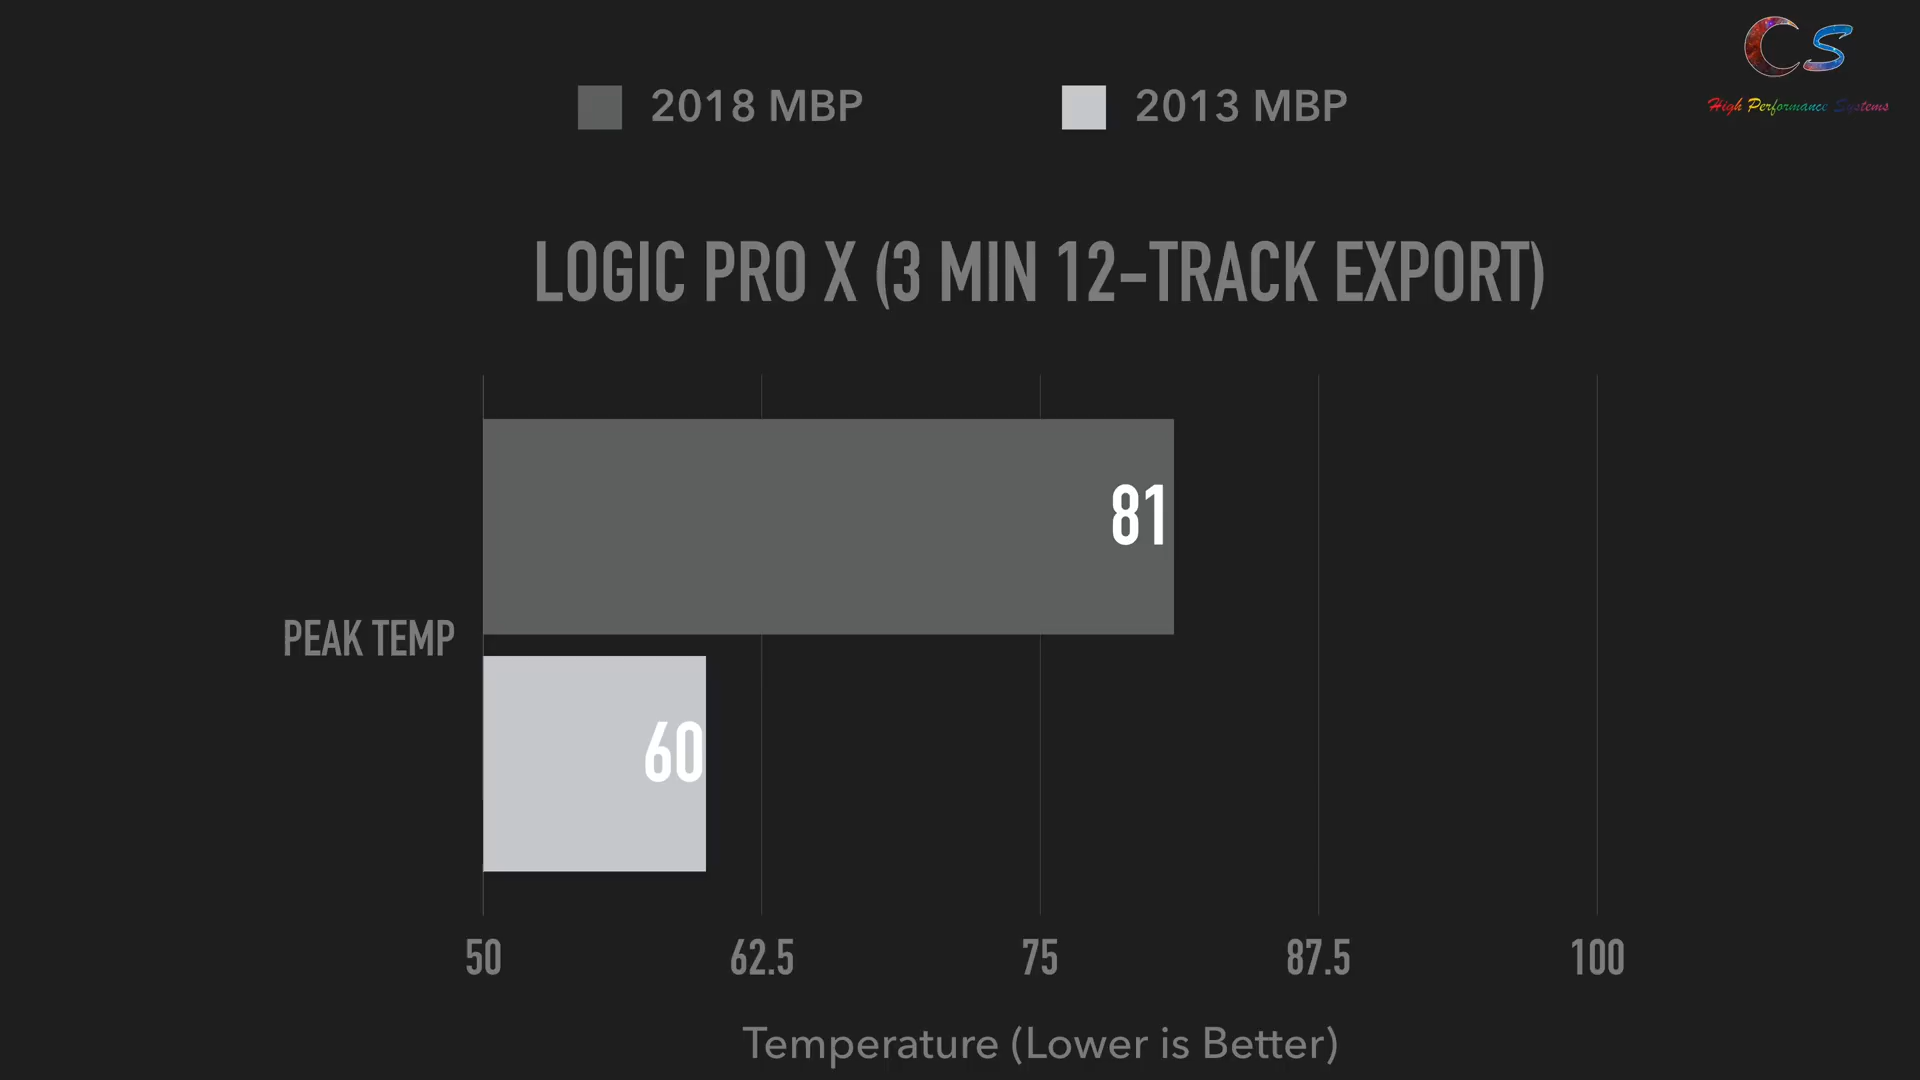 CS
High Performance Systems
2018 MBP
2013 MBP
LOGIC PRO X (3 MIN 12-TRACK EXPORT)
81
PEAK TEMP
60
50
62.5
75
87.5
100
Temperature (Lower is Better)